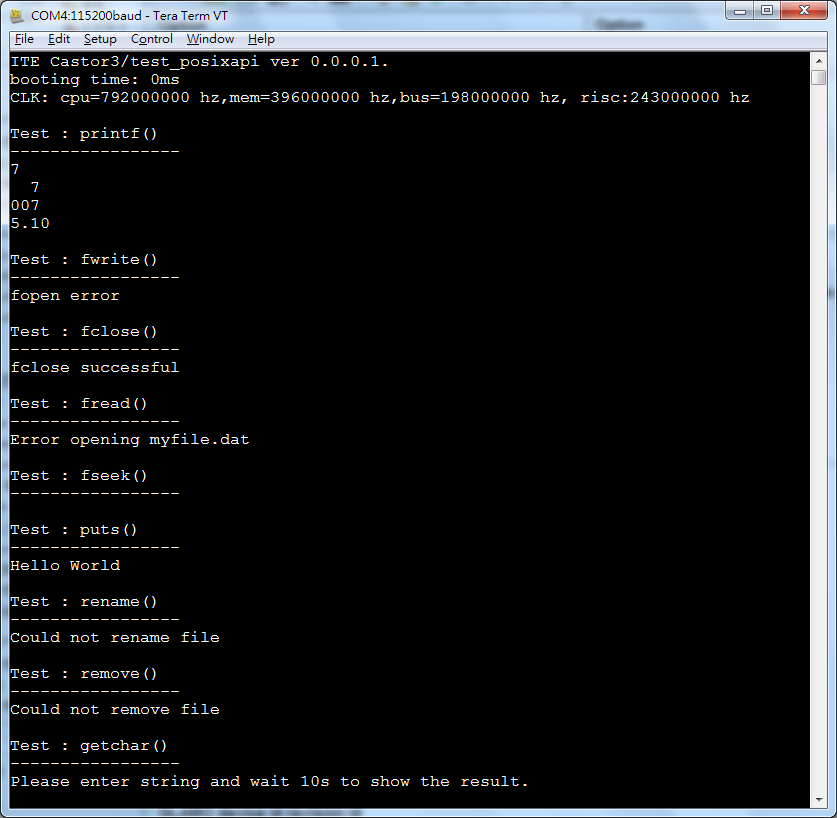 COM4:115200baud - Tera Term VT
File Edit Setup Control Window Help
ITE Castor3/test_posixapi ver 0.0.0.1.
booting time: 0ms
CLK: cpu=792000000 hz,mem=396000000 hz,bus=198000000 hz, risc:243000000 hz
Test : printf()
-----------------
7
  7
007
5.10
Test : fwrite()
-----------------
fopen error
Test : fclose()
-----------------
fclose successful
Test : fread()
-----------------
Error opening myfile.dat
Test : fseek()
-----------------
Test : puts()
-----------------
Hello World
Test : rename()
-----------------
Could not rename file
Test : remove()
-----------------
Could not remove file
Test : getchar()
-----------------
Please enter string and wait 10s to show the result.